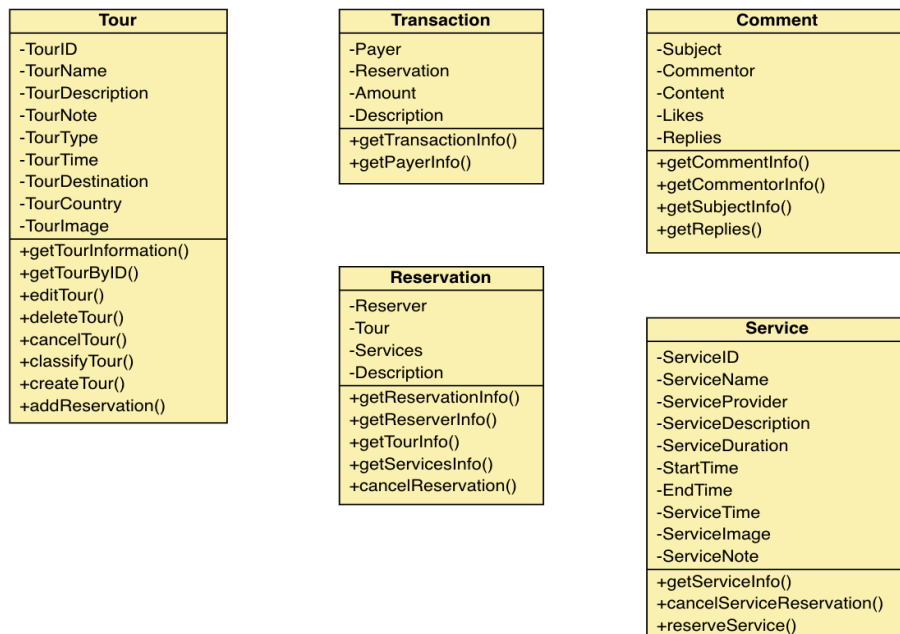 Tour
-TourID
-TourName
-TourDescription
-TourNote
-TourType
-TourTime
-TourDestination
-TourCountry
-TourImage
+getTourInformation()
+getTourByID()
+editTour()
+deleteTour()
+cancelTour()
+classifyTour()
+createTour()
+addReservation()
Transaction
-Payer
-Reservation
-Amount
-Description
+getTransactionInfo()
+getPayerInfo()
Reservation
-Reserver
-Tour
-Services
-Description
+getReservationInfo()
+getReserverInfo()
+getTourInfo()
+getServicesInfo()
+cancelReservation()
Comment
-Subject
-Commentor
-Content
-Likes
-Replies
+getCommentInfo()
+getCommentorInfo()
+getSubjectInfo()
+getReplies()
Service
-ServiceID
-ServiceName
-ServiceProvider
-ServiceDescription
-ServiceDuration
-StartTime
-EndTime
-ServiceTime
-ServiceImage
-ServiceNote
+getServiceInfo()
+cancelServiceReservation()
+reserveService()